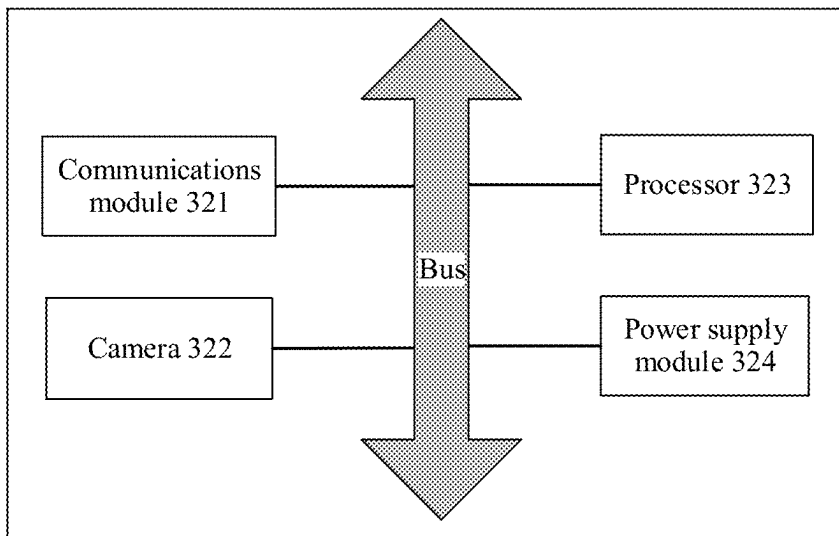 Communications
module 321
Processor 323
Bus
Camera 322
Power supply
module 324